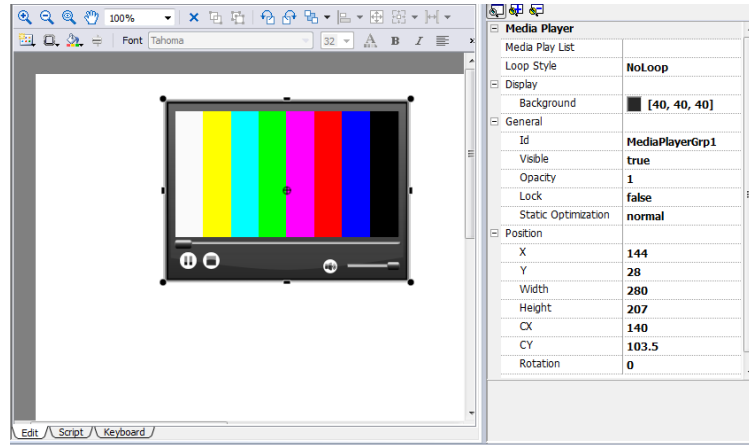 100%
Font Tahoma 32 A B I
Media Player
Media Play List
Loop Style NoLoop
Display
Background [40, 40, 40]
General
Id MediaPlayerGrp1
Visible true
Opacity 1
Lock false
Static Optimization normal
Position
X 144
Y 28
Width 280
Height 207
CX 140
CY 103.5
Rotation 0
Edit Script Keyboard